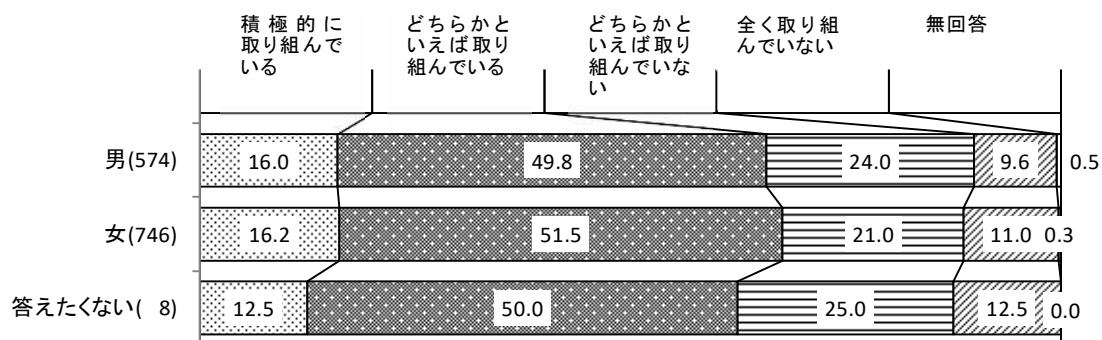 積極的に
取り組んで
いる
どちらかと
いえば取り
組んでいる
どちらかと
いえば取り
組んでいな
い
全く取り組
んでいない
無回答
男(574) 16.0 49.8 24.0 9.6 0.5
女(746) 16.2 51.5 21.0 11.0 0.3
答えたくない( 8) 12.5 50.0 25.0 12.5 0.0